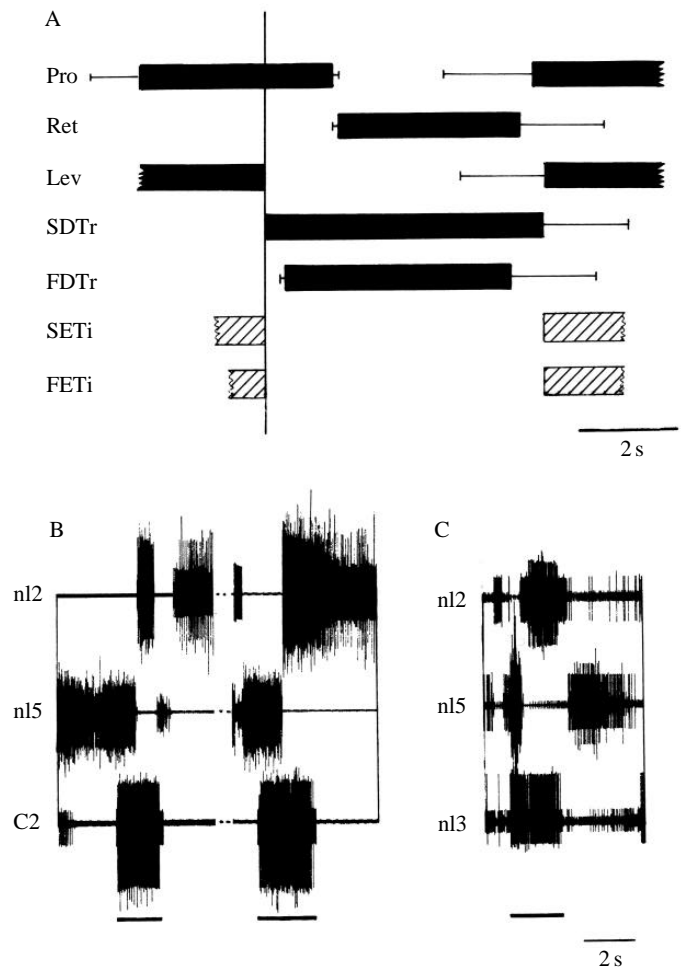 A
Pro
Ret
Lev
SDTr
FDTr
SETi
FETi
2 s
B
nl2
nl5
C2
C
nl2
nl5
nl3
2 s